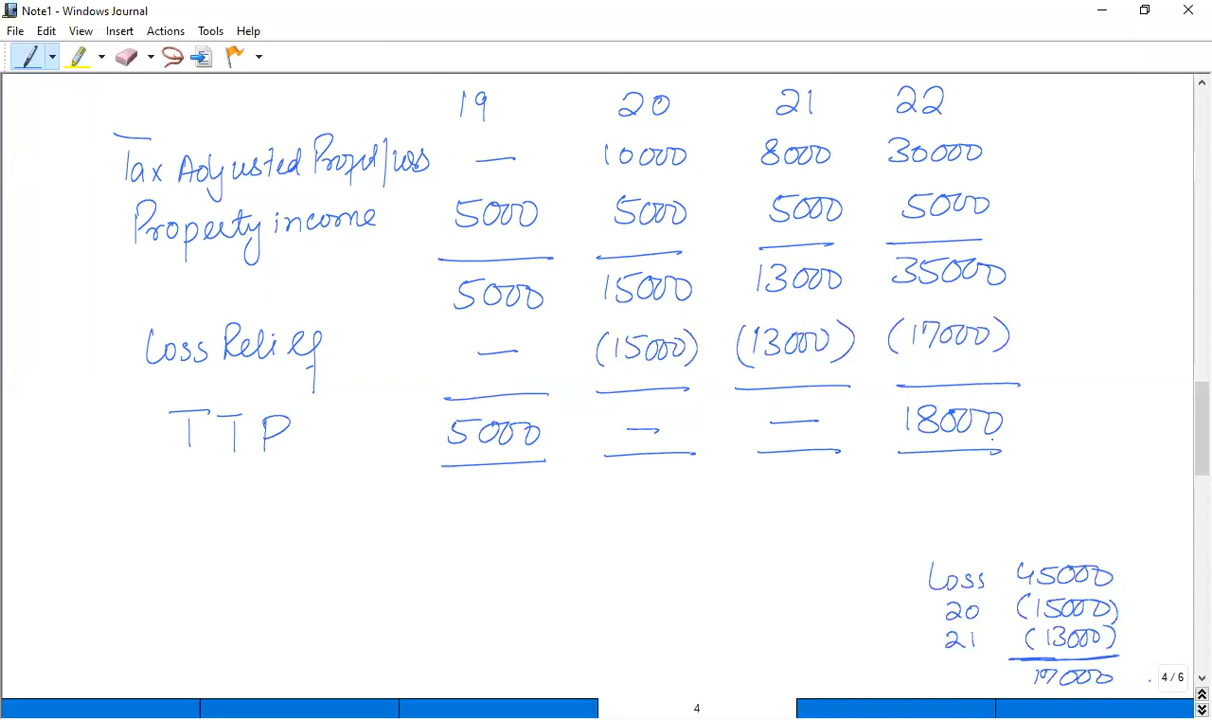 Note1 - Windows Journal
File Edit View Insert Actions Tools Help
19 20 21 22
Tax Adjusted Profit/loss — 10000 8000 30000
Property income 5000 5000 5000 5000
5000 15000 13000 35000
Loss Relief — (15000) (13000) (17000)
TTP 5000 — — 18000
Loss 45000
20 (15000)
21 (13000)
17000
4 / 6
4